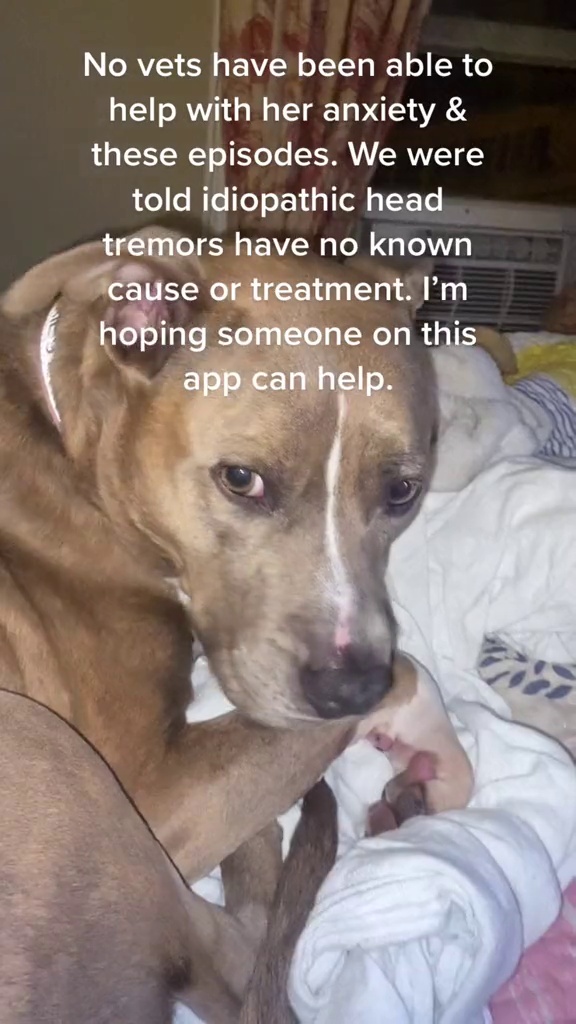 No vets have been able to
help with her anxiety &
these episodes. We were
told idiopathic head
tremors have no known
cause or treatment. I’m
hoping someone on this
app can help.